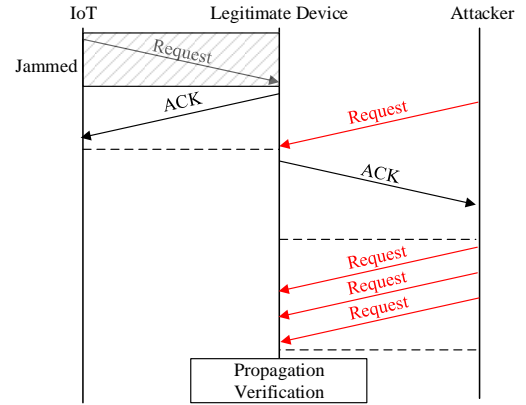 IoT
Legitimate Device
Attacker
Jammed
Request
ACK
Request
ACK
Request
Request
Request
Propagation
Verification